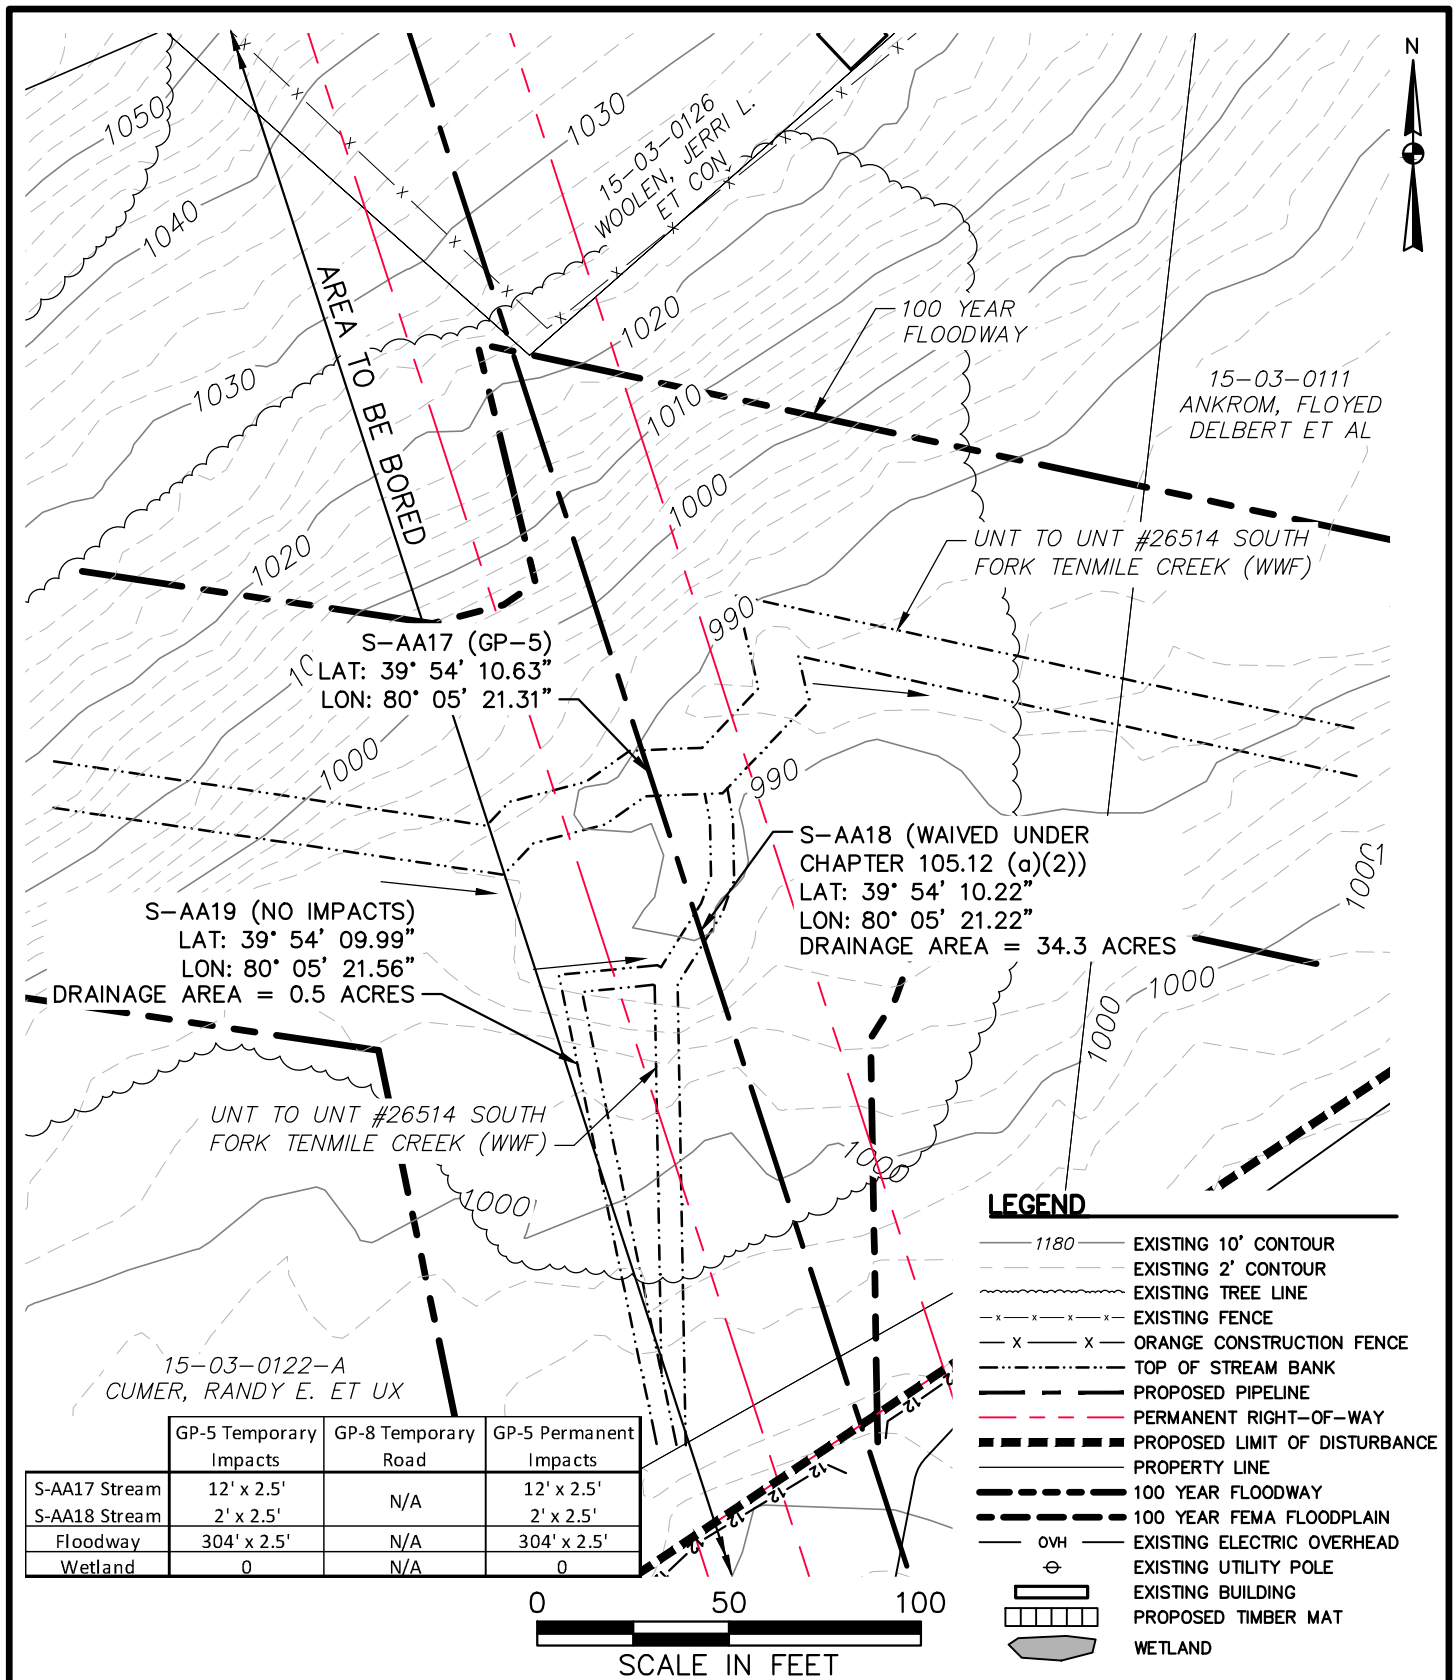 N
1050
1030
15-03-0126
WOOLEN, JERRI L.
ET CON
1040
AREA TO BE BORED
1020
100 YEAR
FLOODWAY
1030
15-03-0111
ANKROM, FLOYED
DELBERT ET AL
1010
1000
1020
UNT TO UNT #26514 SOUTH
FORK TENMILE CREEK (WWF)
990
S-AA17 (GP-5)
LAT: 39° 54' 10.63"
LON: 80° 05' 21.31"
1000
990
S-AA18 (WAIVED UNDER
CHAPTER 105.12 (a)(2))
LAT: 39° 54' 10.22"
LON: 80° 05' 21.22"
DRAINAGE AREA = 34.3 ACRES
S-AA19 (NO IMPACTS)
LAT: 39° 54' 09.99"
LON: 80° 05' 21.56"
DRAINAGE AREA = 0.5 ACRES
1000
1000
UNT TO UNT #26514 SOUTH
FORK TENMILE CREEK (WWF)
1000
1000
15-03-0122-A
CUMER, RANDY E. ET UX
12 12 12 12 12
GP-5 Temporary Impacts GP-8 Temporary Road GP-5 Permanent Impacts
S-AA17 Stream 12' x 2.5' N/A 12' x 2.5'
S-AA18 Stream 2' x 2.5' 2' x 2.5'
Floodway 304' x 2.5' N/A 304' x 2.5'
Wetland 0 N/A 0
LEGEND
1180 EXISTING 10' CONTOUR
EXISTING 2' CONTOUR
EXISTING TREE LINE
x x x x EXISTING FENCE
X X ORANGE CONSTRUCTION FENCE
TOP OF STREAM BANK
PROPOSED PIPELINE
PERMANENT RIGHT-OF-WAY
PROPOSED LIMIT OF DISTURBANCE
PROPERTY LINE
100 YEAR FLOODWAY
100 YEAR FEMA FLOODPLAIN
OVH EXISTING ELECTRIC OVERHEAD
EXISTING UTILITY POLE
EXISTING BUILDING
PROPOSED TIMBER MAT
WETLAND
0 50 100
SCALE IN FEET